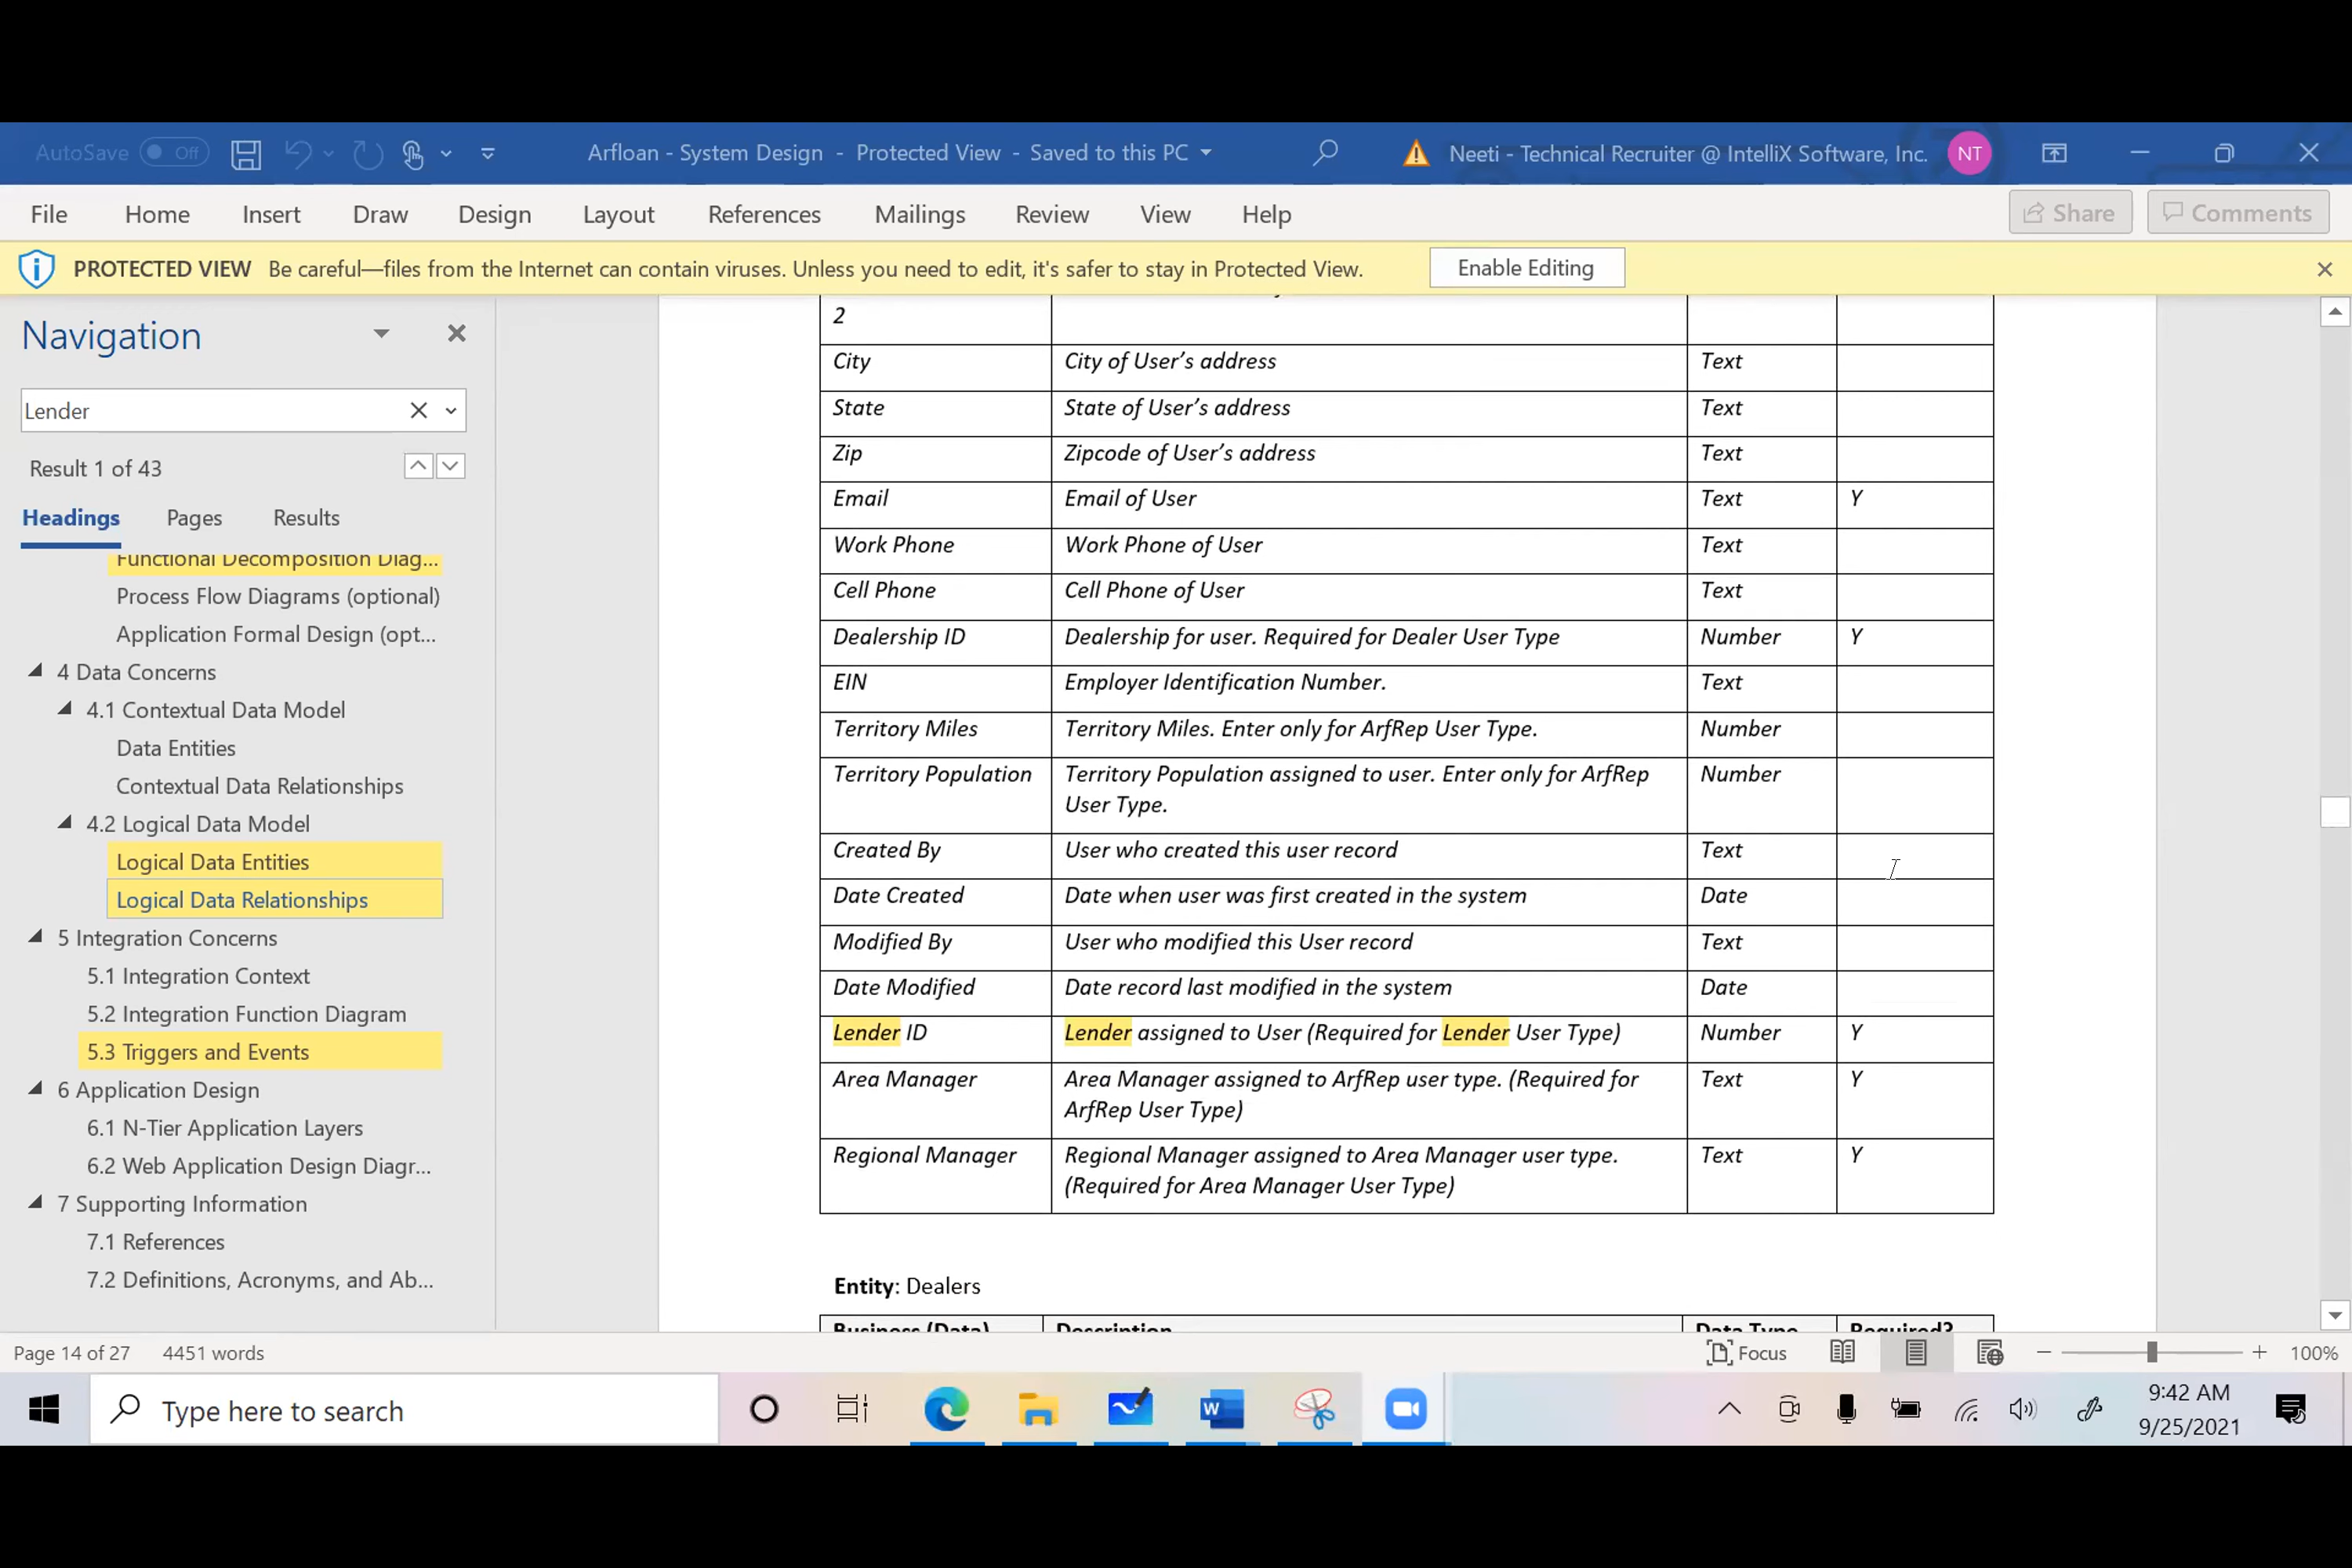 AutoSave Off Arfloan - System Design - Protected View - Saved to this PC Neeti - Technical Recruiter @ IntelliX Software, Inc. NT
File Home Insert Draw Design Layout References Mailings Review View Help Share Comments
PROTECTED VIEW Be careful—files from the Internet can contain viruses. Unless you need to edit, it's safer to stay in Protected View. Enable Editing
Navigation
Lender
Result 1 of 43
Headings Pages Results
Functional Decomposition Diag...
Process Flow Diagrams (optional)
Application Formal Design (opt...
4 Data Concerns
4.1 Contextual Data Model
Data Entities
Contextual Data Relationships
4.2 Logical Data Model
Logical Data Entities
Logical Data Relationships
5 Integration Concerns
5.1 Integration Context
5.2 Integration Function Diagram
5.3 Triggers and Events
6 Application Design
6.1 N-Tier Application Layers
6.2 Web Application Design Diagr...
7 Supporting Information
7.1 References
7.2 Definitions, Acronyms, and Ab...
2
City City of User’s address Text
State State of User’s address Text
Zip Zipcode of User’s address Text
Email Email of User Text Y
Work Phone Work Phone of User Text
Cell Phone Cell Phone of User Text
Dealership ID Dealership for user. Required for Dealer User Type Number Y
EIN Employer Identification Number. Text
Territory Miles Territory Miles. Enter only for ArfRep User Type. Number
Territory Population Territory Population assigned to user. Enter only for ArfRep Number
User Type.
Created By User who created this user record Text
Date Created Date when user was first created in the system Date
Modified By User who modified this User record Text
Date Modified Date record last modified in the system Date
Lender ID Lender assigned to User (Required for Lender User Type) Number Y
Area Manager Area Manager assigned to ArfRep user type. (Required for Text Y
ArfRep User Type)
Regional Manager Regional Manager assigned to Area Manager user type. Text Y
(Required for Area Manager User Type)
Entity: Dealers
Business (Data) Description Data Type Required?
Page 14 of 27 4451 words Focus 100%
Type here to search 9:42 AM
9/25/2021